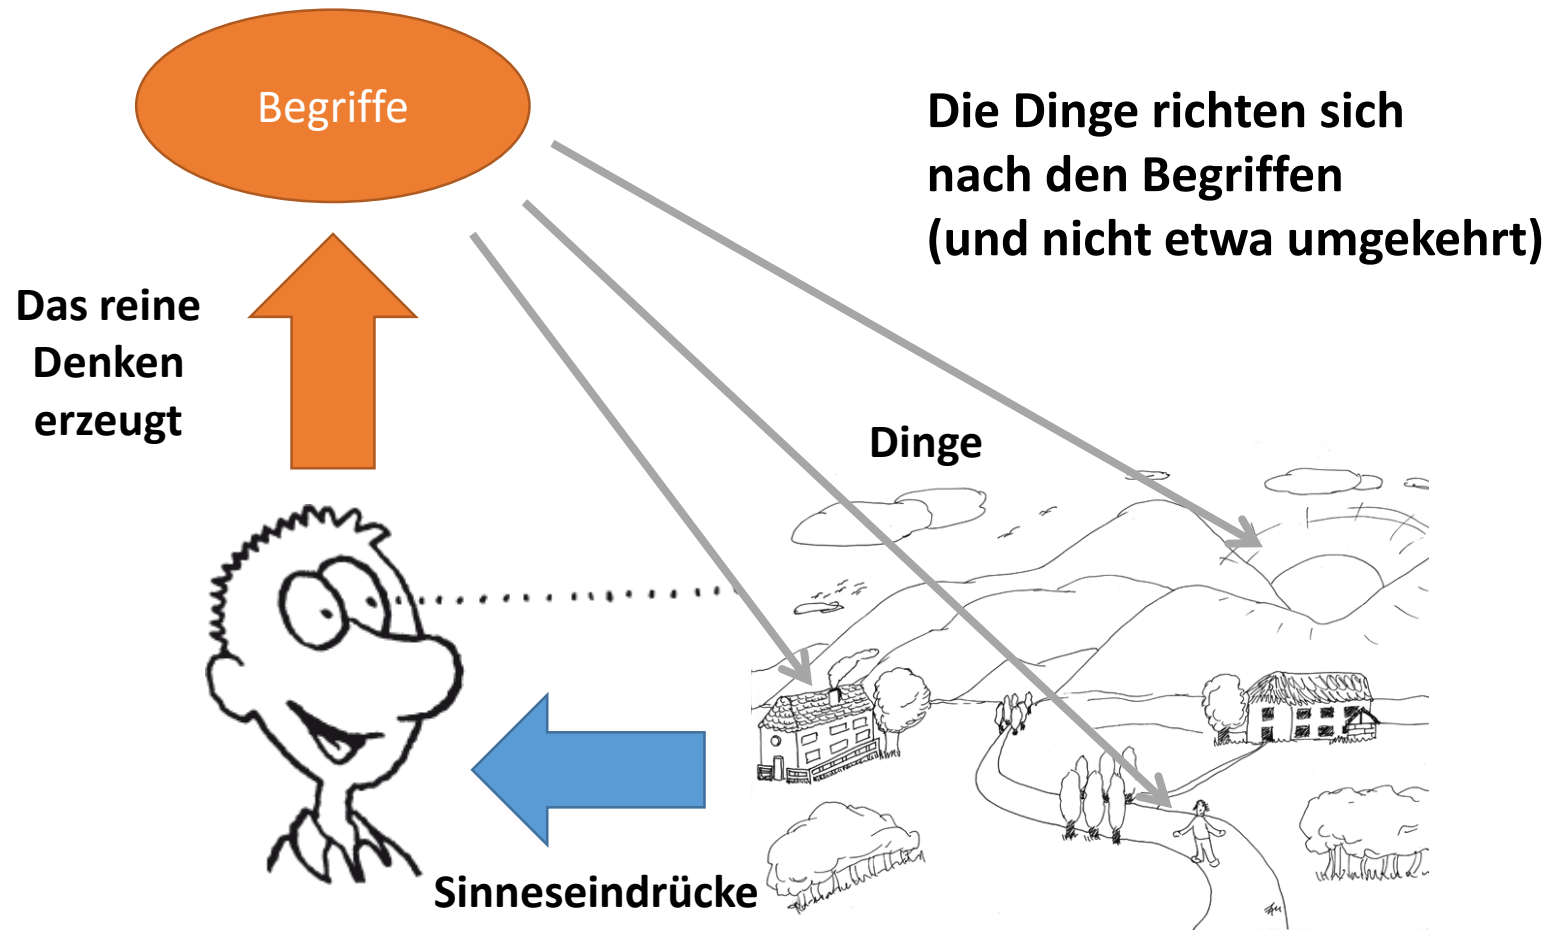 Begriffe
Die Dinge richten sich
nach den Begriffen
(und nicht etwa umgekehrt)
Das reine
Denken
erzeugt
Dinge
Sinneseindrücke